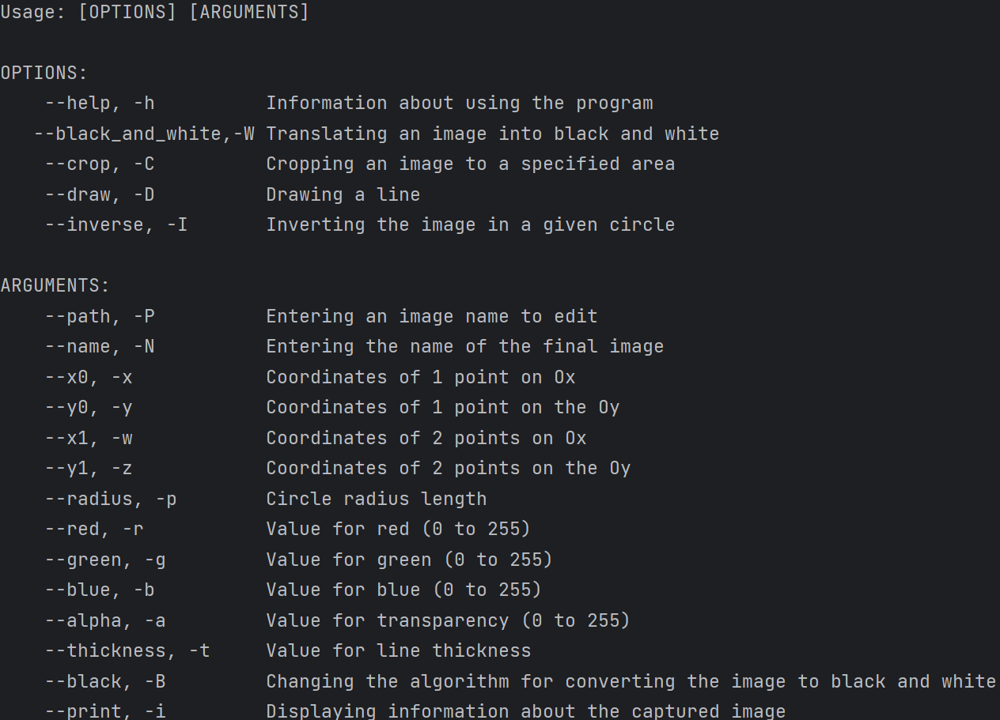 Usage: [OPTIONS] [ARGUMENTS]
OPTIONS:
--help, -h Information about using the program
--black_and_white,-W Translating an image into black and white
--crop, -C Cropping an image to a specified area
--draw, -D Drawing a line
--inverse, -I Inverting the image in a given circle
ARGUMENTS:
--path, -P Entering an image name to edit
--name, -N Entering the name of the final image
--x0, -x Coordinates of 1 point on Ox
--y0, -y Coordinates of 1 point on the Oy
--x1, -w Coordinates of 2 points on Ox
--y1, -z Coordinates of 2 points on the Oy
--radius, -p Circle radius length
--red, -r Value for red (0 to 255)
--green, -g Value for green (0 to 255)
--blue, -b Value for blue (0 to 255)
--alpha, -a Value for transparency (0 to 255)
--thickness, -t Value for line thickness
--black, -B Changing the algorithm for converting the image to black and white
--print, -i Displaying information about the captured image